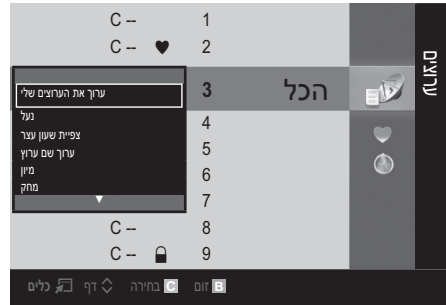 ערוצים
1 C --
2 ♥ C --
3 הכל
4
5
6
7
8 C --
9 C --
ערוך את הערוצים שלי
נעל
צפיית שעון עצר
ערוך שם ערוץ
מיון
מחק
▼
B זום C בחירה דף כלים